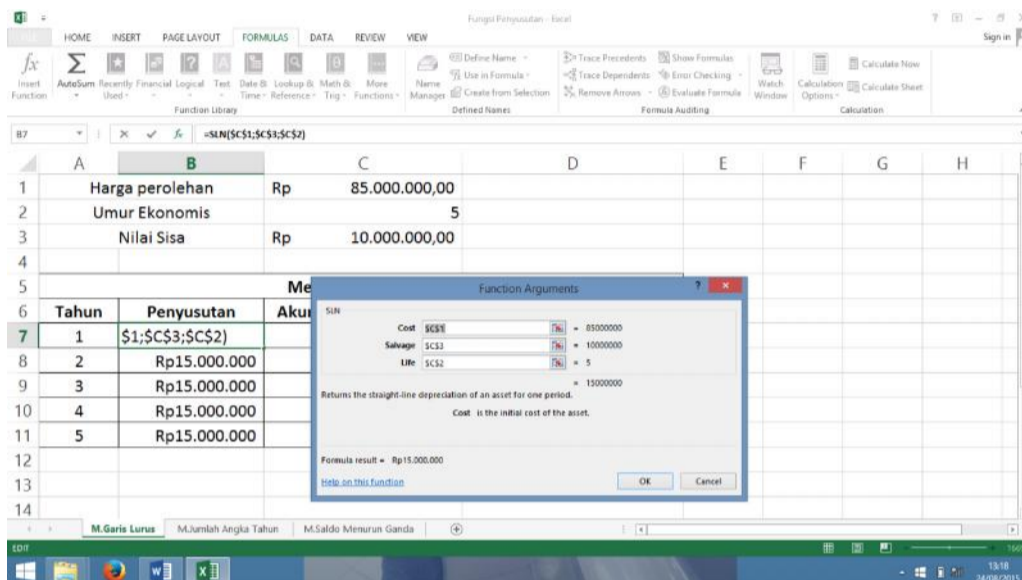 Fungsi Penyusutan - Excel
Sign in
HOME INSERT PAGE LAYOUT FORMULAS DATA REVIEW VIEW
fx Σ
Insert Function
AutoSum Recently Used Financial Logical Text Date & Time Lookup & Reference Math & Trig More Functions
Function Library
Name Manager
Define Name
Use in Formula
Create from Selection
Defined Names
Trace Precedents
Trace Dependents
Remove Arrows
Show Formulas
Error Checking
Evaluate Formula
Formula Auditing
Watch Window
Calculation Options
Calculate Now
Calculate Sheet
Calculation
B7 fx =SLN($C$1;$C$3;$C$2)
A B C D E F G H
1 Harga perolehan Rp 85.000.000,00
2 Umur Ekonomis 5
3 Nilai Sisa Rp 10.000.000,00
4
5 Me
6 Tahun Penyusutan Aku
7 1 $1;$C$3;$C$2)
8 2 Rp15.000.000
9 3 Rp15.000.000
10 4 Rp15.000.000
11 5 Rp15.000.000
12
13
14
Function Arguments
SLN
Cost $C$1 = 85000000
Salvage $C$3 = 10000000
Life $C$2 = 5
= 15000000
Returns the straight-line depreciation of an asset for one period.
Cost is the initial cost of the asset.
Formula result = Rp15.000.000
Help on this function
OK Cancel
M.Garis Lurus M.Jumlah Angka Tahun M.Saldo Menurun Ganda
EDIT
13:18
24/08/2015